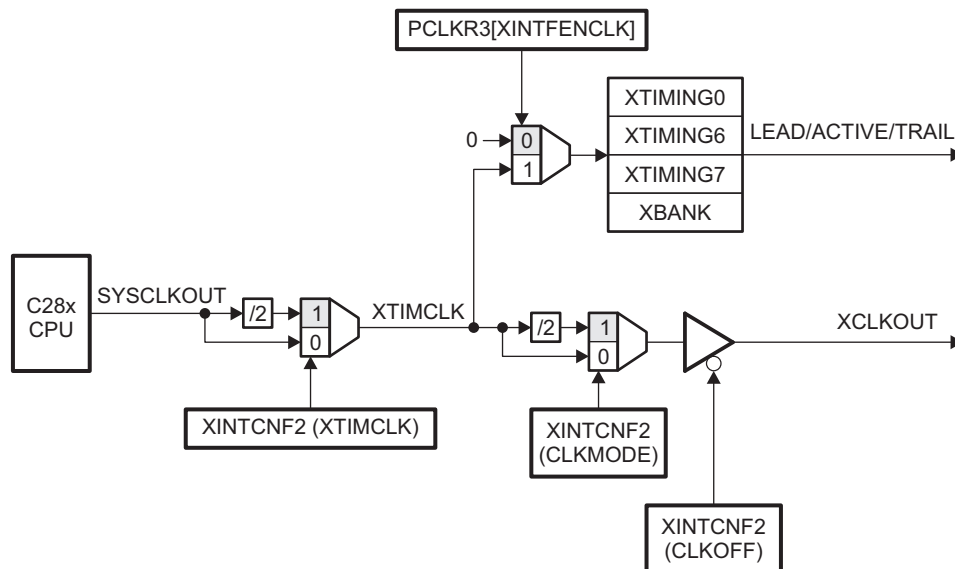 PCLKR3[XINTFENCLK]
0
0
1
XTIMING0
XTIMING6
XTIMING7
XBANK
LEAD/ACTIVE/TRAIL
C28x
CPU
SYSCLKOUT
/2
1
0
XTIMCLK
/2
1
0
XCLKOUT
XINTCNF2 (XTIMCLK)
XINTCNF2
(CLKMODE)
XINTCNF2
(CLKOFF)